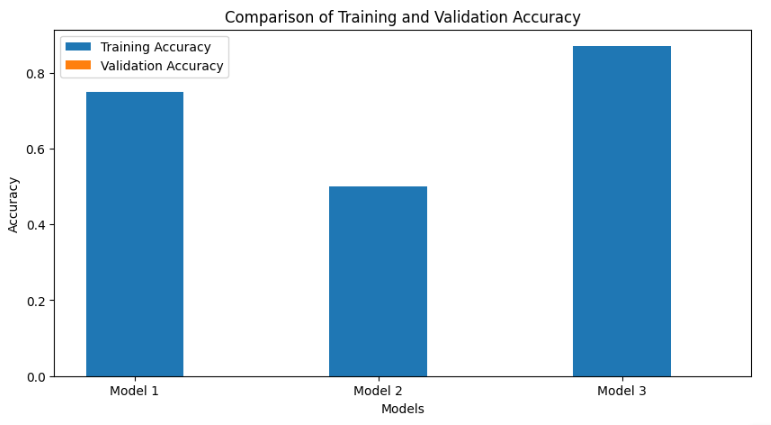 Comparison of Training and Validation Accuracy
Training Accuracy
Validation Accuracy
0.8
0.6
0.4
0.2
0.0
Accuracy
Model 1
Model 2
Model 3
Models